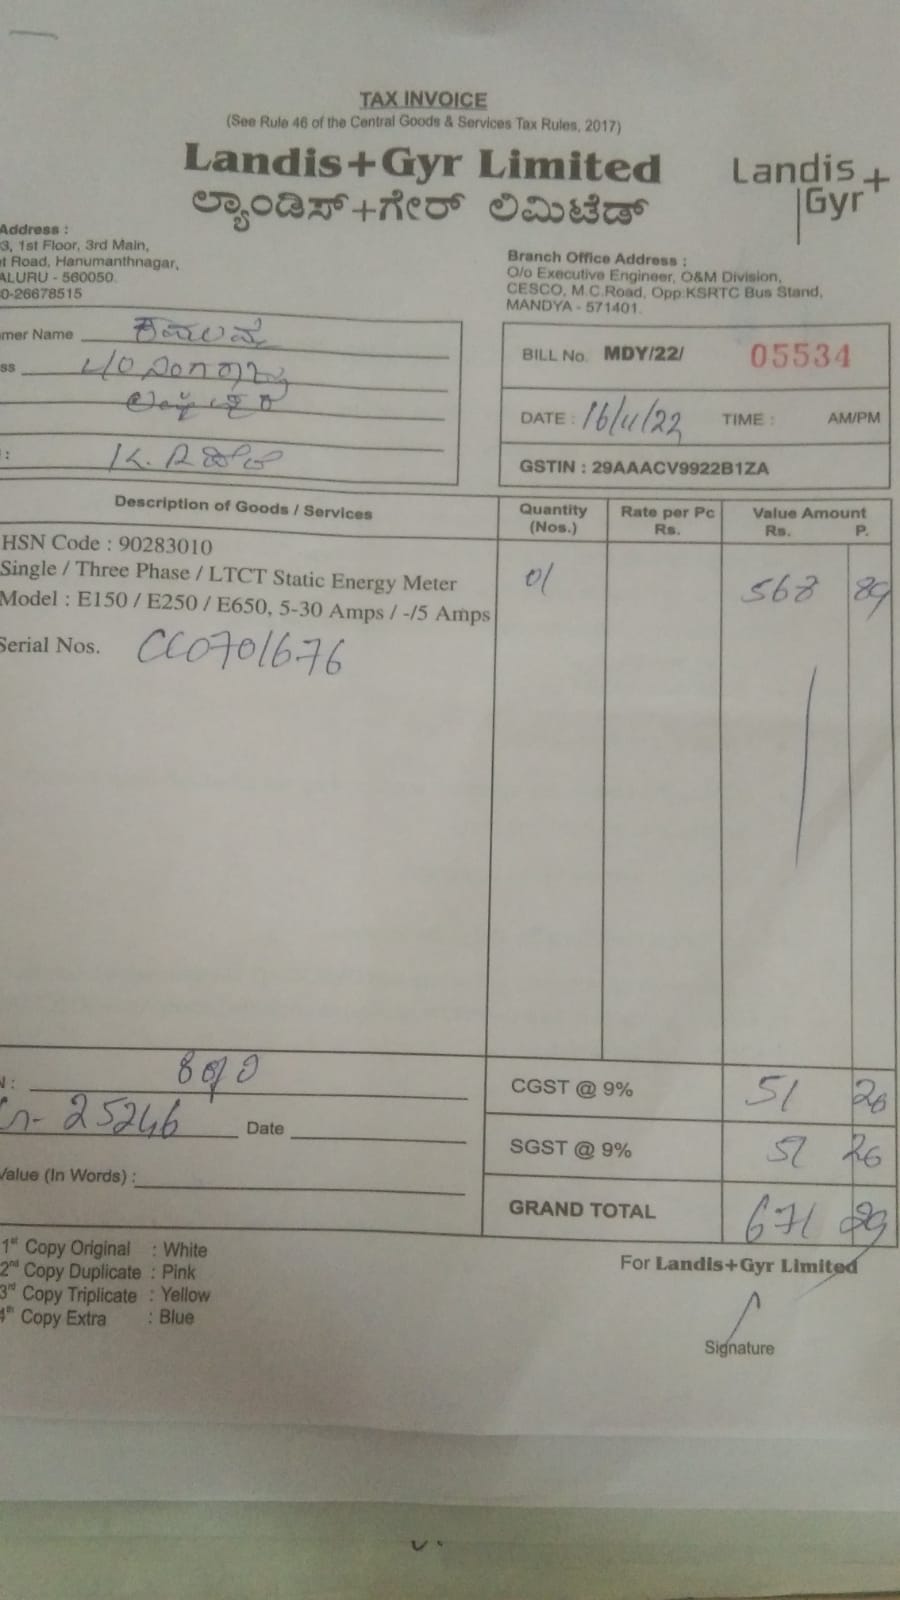 TAX INVOICE
(See Rule 46 of the Central Goods & Services Tax Rules, 2017)
Landis+Gyr Limited
ಲ್ಯಾಂಡಿಸ್+ಗೇರ್ ಲಿಮಿಟೆಡ್
Landis+
Gyr
Address :
3, 1st Floor, 3rd Main,
t Road, Hanumanthnagar,
ALURU - 560050.
0-26678515
Branch Office Address :
O/o Executive Engineer, O&M Division,
CESCO, M.C.Road, Opp.KSRTC Bus Stand,
MANDYA - 571401.
mer Name
ss
:
BILL No. MDY/22/ 05534
DATE : 16/11/22 TIME : AM/PM
GSTIN : 29AAACV9922B1ZA
Description of Goods / Services Quantity (Nos.) Rate per Pc Rs. Value Amount Rs. P.
HSN Code : 90283010
Single / Three Phase / LTCT Static Energy Meter 01 568 89
Model : E150 / E250 / E650, 5-30 Amps / -/5 Amps
Serial Nos. CC0701676
N :
25246 Date
Value (In Words) :
CGST @ 9% 51 20
SGST @ 9% 51 20
GRAND TOTAL 671 29
1st Copy Original : White
2nd Copy Duplicate : Pink
3rd Copy Triplicate : Yellow
4th Copy Extra : Blue
For Landis+Gyr Limited
Signature